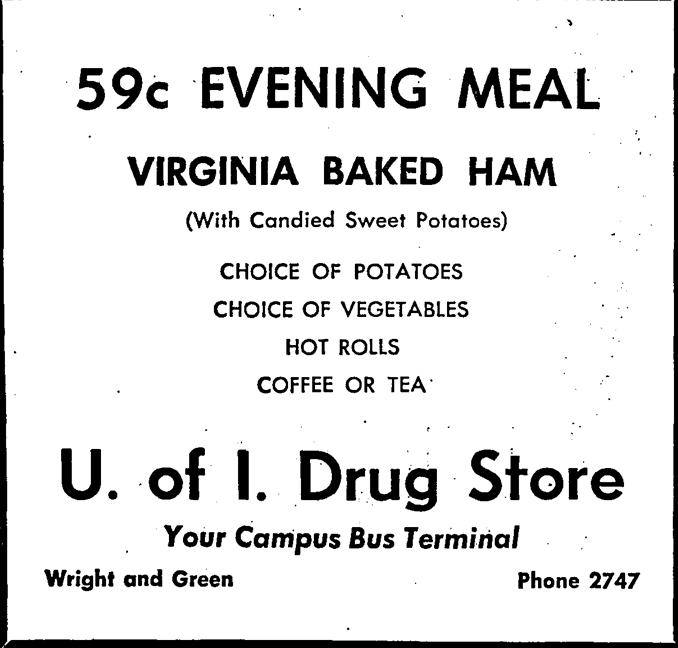 59c EVENING MEAL
VIRGINIA BAKED HAM
(With Candied Sweet Potatoes)
CHOICE OF POTATOES
CHOICE OF VEGETABLES
HOT ROLLS
COFFEE OR TEA
U. of I. Drug Store
Your Campus Bus Terminal
Wright and Green Phone 2747